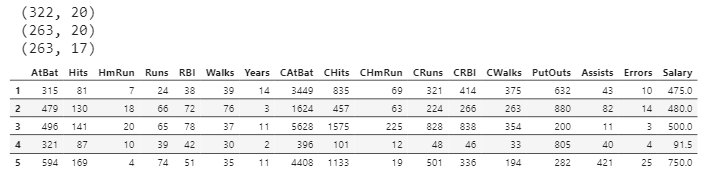 (322, 20)
(263, 20)
(263, 17)
AtBat Hits HmRun Runs RBI Walks Years CAtBat CHits CHmRun CRuns CRBI CWalks PutOuts Assists Errors Salary
1 315 81 7 24 38 39 14 3449 835 69 321 414 375 632 43 10 475.0
2 479 130 18 66 72 76 3 1624 457 63 224 266 263 880 82 14 480.0
3 496 141 20 65 78 37 11 5628 1575 225 828 838 354 200 11 3 500.0
4 321 87 10 39 42 30 2 396 101 12 48 46 33 805 40 4 91.5
5 594 169 4 74 51 35 11 4408 1133 19 501 336 194 282 421 25 750.0